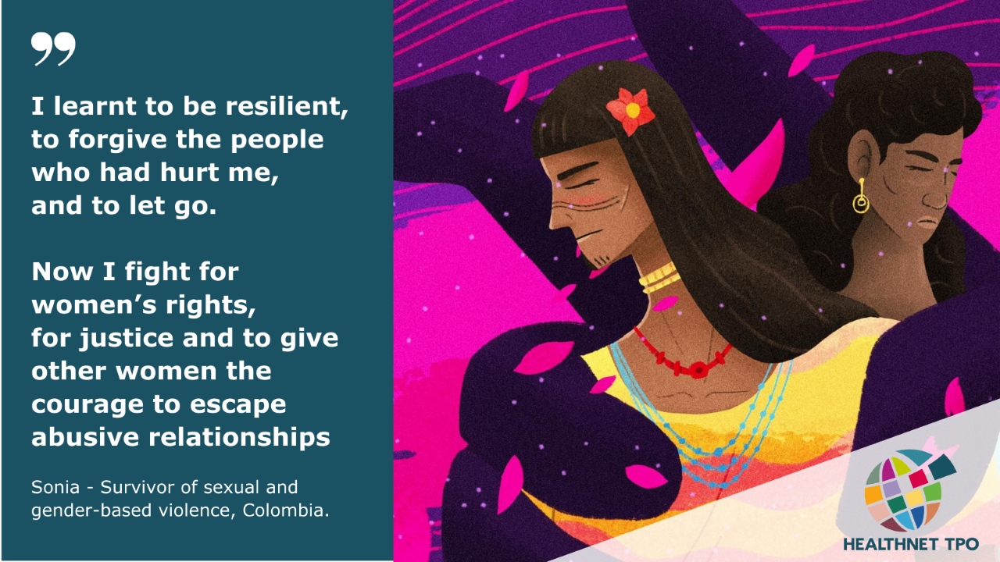 ”
I learnt to be resilient,
to forgive the people
who had hurt me,
and to let go.
Now I fight for
women’s rights,
for justice and to give
other women the
courage to escape
abusive relationships
Sonia - Survivor of sexual and
gender-based violence, Colombia.
HEALTHNET TPO